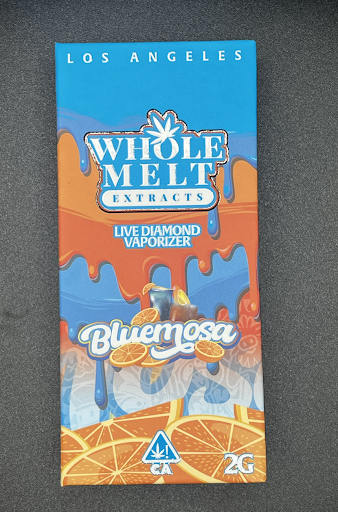 LOS ANGELES
WHOLE
MELT
EXTRACTS
LIVE DIAMOND
VAPORIZER
Bluemosa
! CA
2G